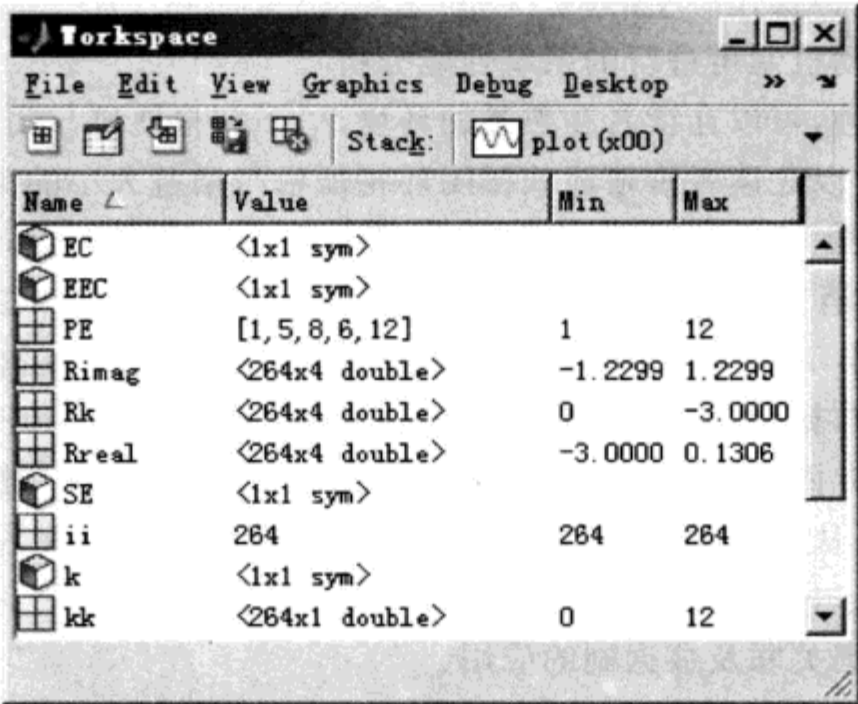 Workspace
File Edit View Graphics Debug Desktop »
Stack: plot(x00)
Name Value Min Max
EC <1x1 sym>
EEC <1x1 sym>
PE [1,5,8,6,12] 1 12
Rimag <264x4 double> -1.2299 1.2299
Rk <264x4 double> 0 -3.0000
Rreal <264x4 double> -3.0000 0.1306
SE <1x1 sym>
ii 264 264 264
k <1x1 sym>
kk <264x1 double> 0 12